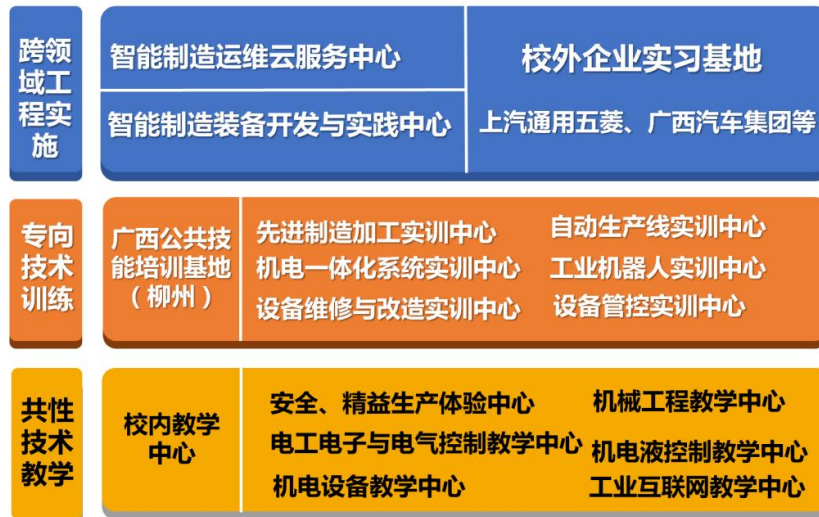 跨领
域工
程实
施
智能制造运维云服务中心
智能制造装备开发与实践中心
校外企业实习基地
上汽通用五菱、广西汽车集团等
专向
技术
训练
广西公共技
能培训基地
（柳州）
先进制造加工实训中心
机电一体化系统实训中心
设备维修与改造实训中心
自动生产线实训中心
工业机器人实训中心
设备管控实训中心
共性
技术
教学
校内教学
中心
安全、精益生产体验中心
电工电子与电气控制教学中心
机电设备教学中心
机械工程教学中心
机电液控制教学中心
工业互联网教学中心